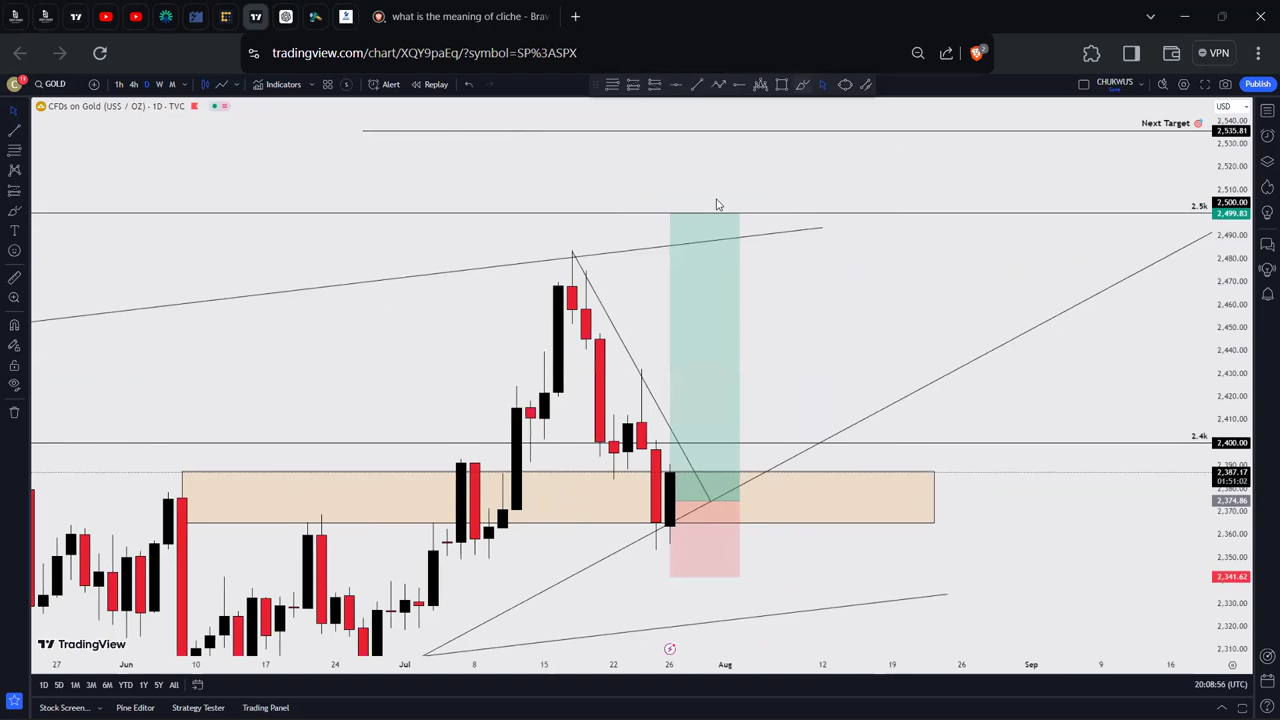 what is the meaning of cliche - Brav
tradingview.com/chart/XQY9paEq/?symbol=SP%3ASPX
2
VPN
11
C
GOLD
1h 4h D W M
Indicators
Alert
Replay
CHUKWU'S
Save
Publish
CFDs on Gold (US$ / OZ) · 1D · TVC
USD
Next Target
2,540.00
2,535.81
2,530.00
2,520.00
2,510.00
2.5k
2,500.00
2,499.83
2,490.00
2,480.00
2,470.00
2,460.00
2,450.00
2,440.00
2,430.00
2,420.00
2,410.00
2.4k
2,400.00
2,387.17
01:51:02
2,374.86
2,370.00
2,360.00
2,350.00
2,341.62
2,330.00
2,320.00
2,310.00
TradingView
27 Jun 10 17 24 Jul 8 15 22 26 Aug 12 19 26 Sep 9 16
1D 5D 1M 3M 6M YTD 1Y 5Y All
20:08:56 (UTC)
Stock Screen...
Pine Editor
Strategy Tester
Trading Panel